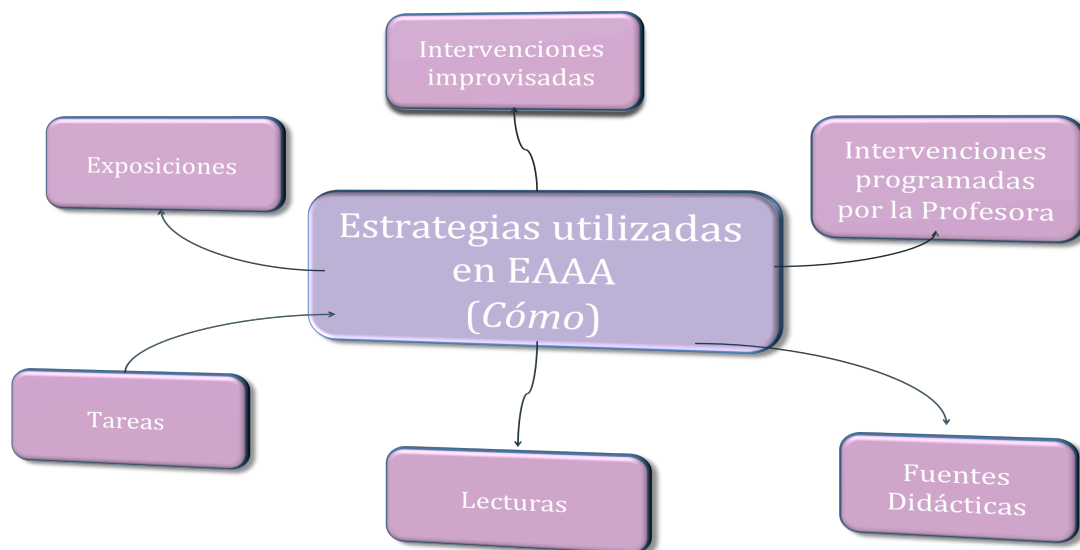 Intervenciones
improvisadas
Exposiciones
Intervenciones
programadas
por la Profesora
Estrategias utilizadas
en EAAA
(Cómo)
Tareas
Lecturas
Fuentes
Didácticas